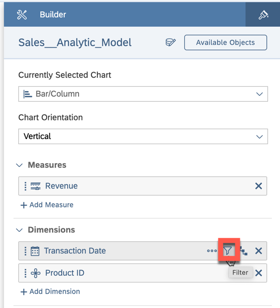 Builder
Sales__Analytic_Model
Available Objects
Currently Selected Chart
Bar/Column
Chart Orientation
Vertical
Measures
Revenue
+ Add Measure
Dimensions
Transaction Date
Product ID
Filter
+ Add Dimension